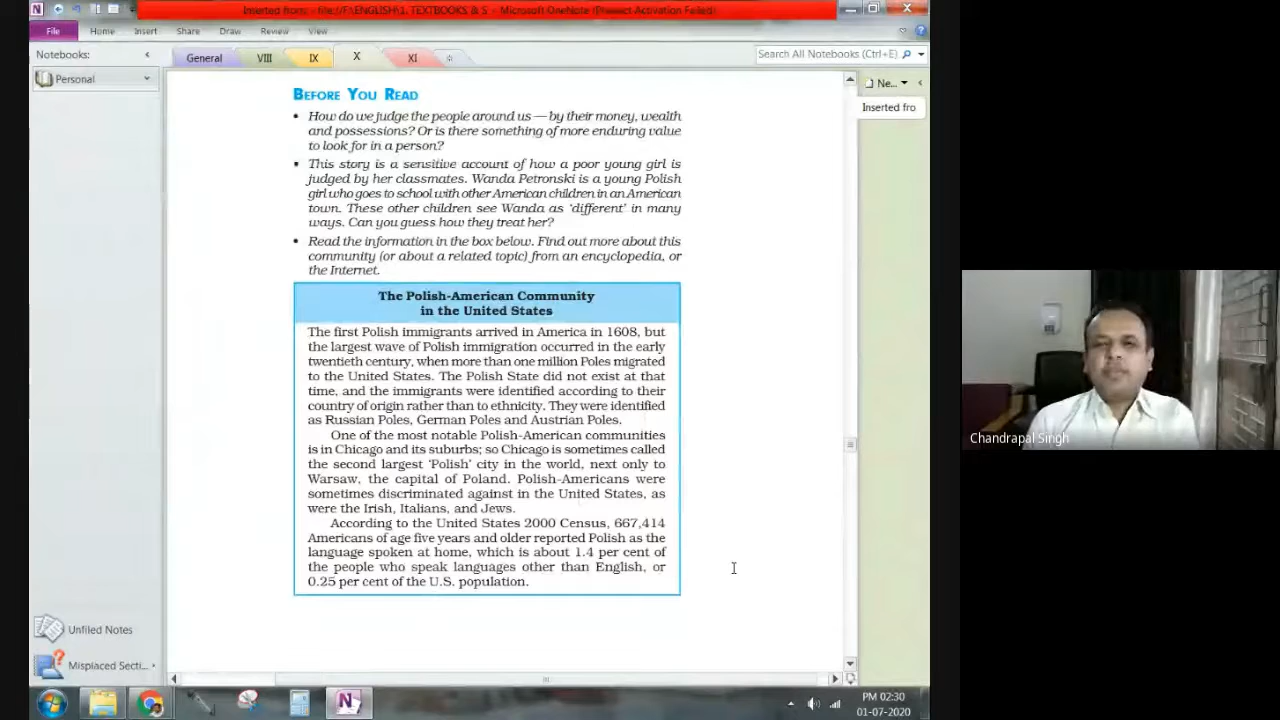 Inserted from: - file://F:\ENGLISH\1. TEXTBOOKS & S - Microsoft OneNote (Product Activation Failed)
File Home Insert Share Draw Review View
Notebooks: General VIII IX X XI Search All Notebooks (Ctrl+E)
Personal Ne...
Inserted fro
BEFORE YOU READ
• How do we judge the people around us — by their money, wealth
and possessions? Or is there something of more enduring value
to look for in a person?
• This story is a sensitive account of how a poor young girl is
judged by her classmates. Wanda Petronski is a young Polish
girl who goes to school with other American children in an American
town. These other children see Wanda as 'different' in many
ways. Can you guess how they treat her?
• Read the information in the box below. Find out more about this
community (or about a related topic) from an encyclopedia, or
the Internet.
The Polish-American Community
in the United States
The first Polish immigrants arrived in America in 1608, but
the largest wave of Polish immigration occurred in the early
twentieth century, when more than one million Poles migrated
to the United States. The Polish State did not exist at that
time, and the immigrants were identified according to their
country of origin rather than to ethnicity. They were identified
as Russian Poles, German Poles and Austrian Poles.
One of the most notable Polish-American communities
is in Chicago and its suburbs; so Chicago is sometimes called
the second largest 'Polish' city in the world, next only to
Warsaw, the capital of Poland. Polish-Americans were
sometimes discriminated against in the United States, as
were the Irish, Italians, and Jews.
According to the United States 2000 Census, 667,414
Americans of age five years and older reported Polish as the
language spoken at home, which is about 1.4 per cent of
the people who speak languages other than English, or
0.25 per cent of the U.S. population.
Chandrapal Singh
Unfiled Notes
Misplaced Secti...
PM 02:30
01-07-2020